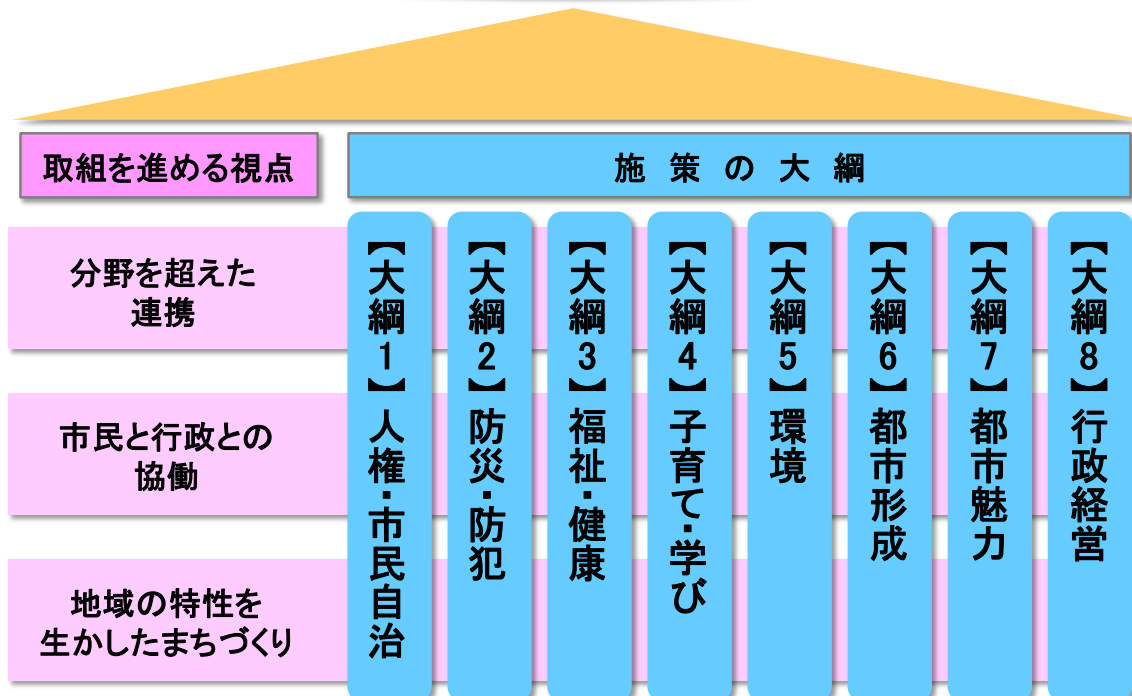 取組を進める視点
施策の大綱
分野を超えた
連携
市民と行政との
協働
地域の特性を
生かしたまちづくり
【大綱1】人権・市民自治
【大綱2】防災・防犯
【大綱3】福祉・健康
【大綱4】子育て・学び
【大綱5】環境
【大綱6】都市形成
【大綱7】都市魅力
【大綱8】行政経営